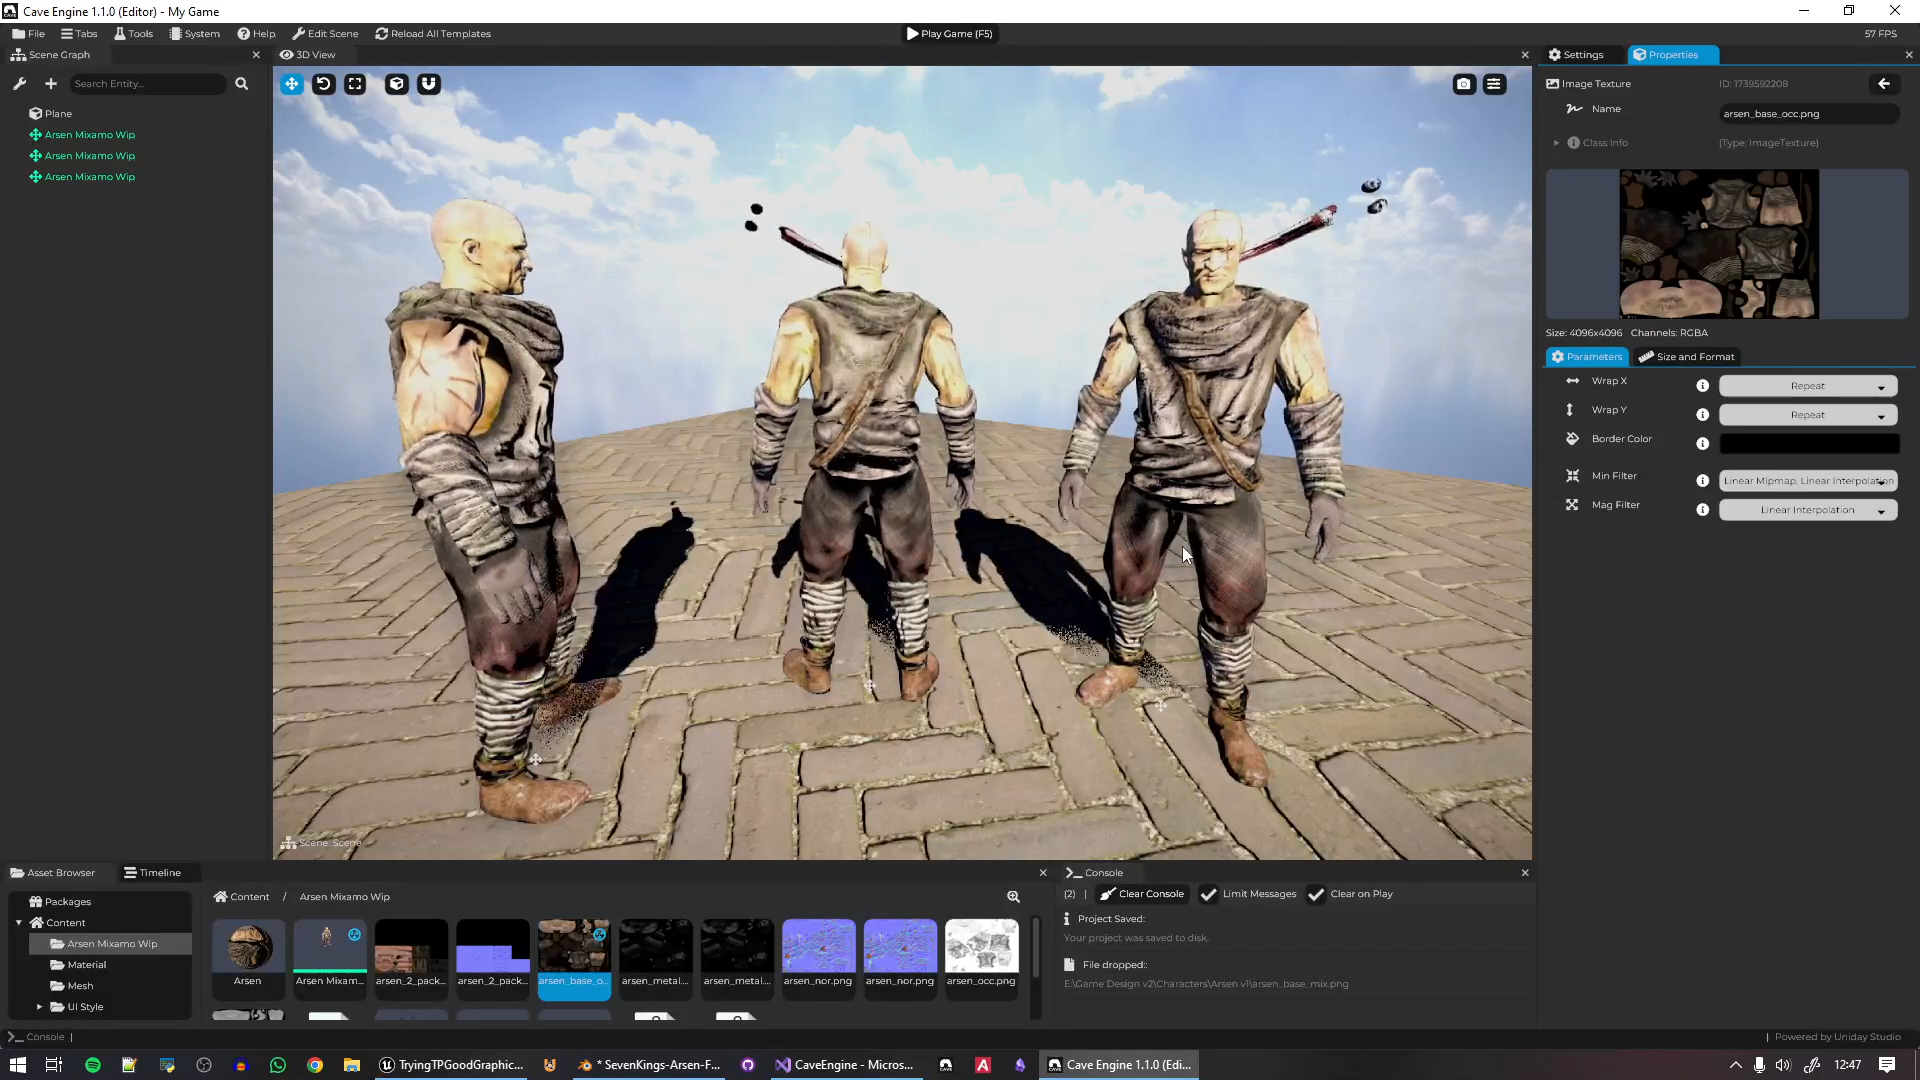 Cave Engine 1.1.0 (Editor) - My Game
File Tabs Tools System Help Edit Scene Reload All Templates
Play Game (F5)
57 FPS
Scene Graph
Search Entity...
Plane
Arsen Mixamo Wip
Arsen Mixamo Wip
Arsen Mixamo Wip
3D View
Scene: Scene
Settings Properties
Image Texture ID: 1739592208
Name arsen_base_occ.png
Class Info (Type: ImageTexture)
Size: 4096x4096 Channels: RGBA
Parameters Size and Format
Wrap X Repeat
Wrap Y Repeat
Border Color
Min Filter Linear Mipmap, Linear Interpolation
Mag Filter Linear Interpolation
Asset Browser Timeline
Packages
Content
Arsen Mixamo Wip
Material
Mesh
UI Style
Content / Arsen Mixamo Wip
Arsen Arsen Mixam... arsen_2_pack... arsen_2_pack... arsen_base_o... arsen_metal.... arsen_metal.... arsen_nor.png arsen_nor.png arsen_occ.png
Console
(2) | Clear Console Limit Messages Clear on Play
Project Saved:
Your project was saved to disk.
File dropped::
E:\Game Design v2\Characters\Arsen v1\arsen_base_mix.png
Console |
Powered by Uniday Studio
TryingTPGoodGraphic... * SevenKings-Arsen-F... CaveEngine - Micros... Cave Engine 1.1.0 (Edi...
12:47